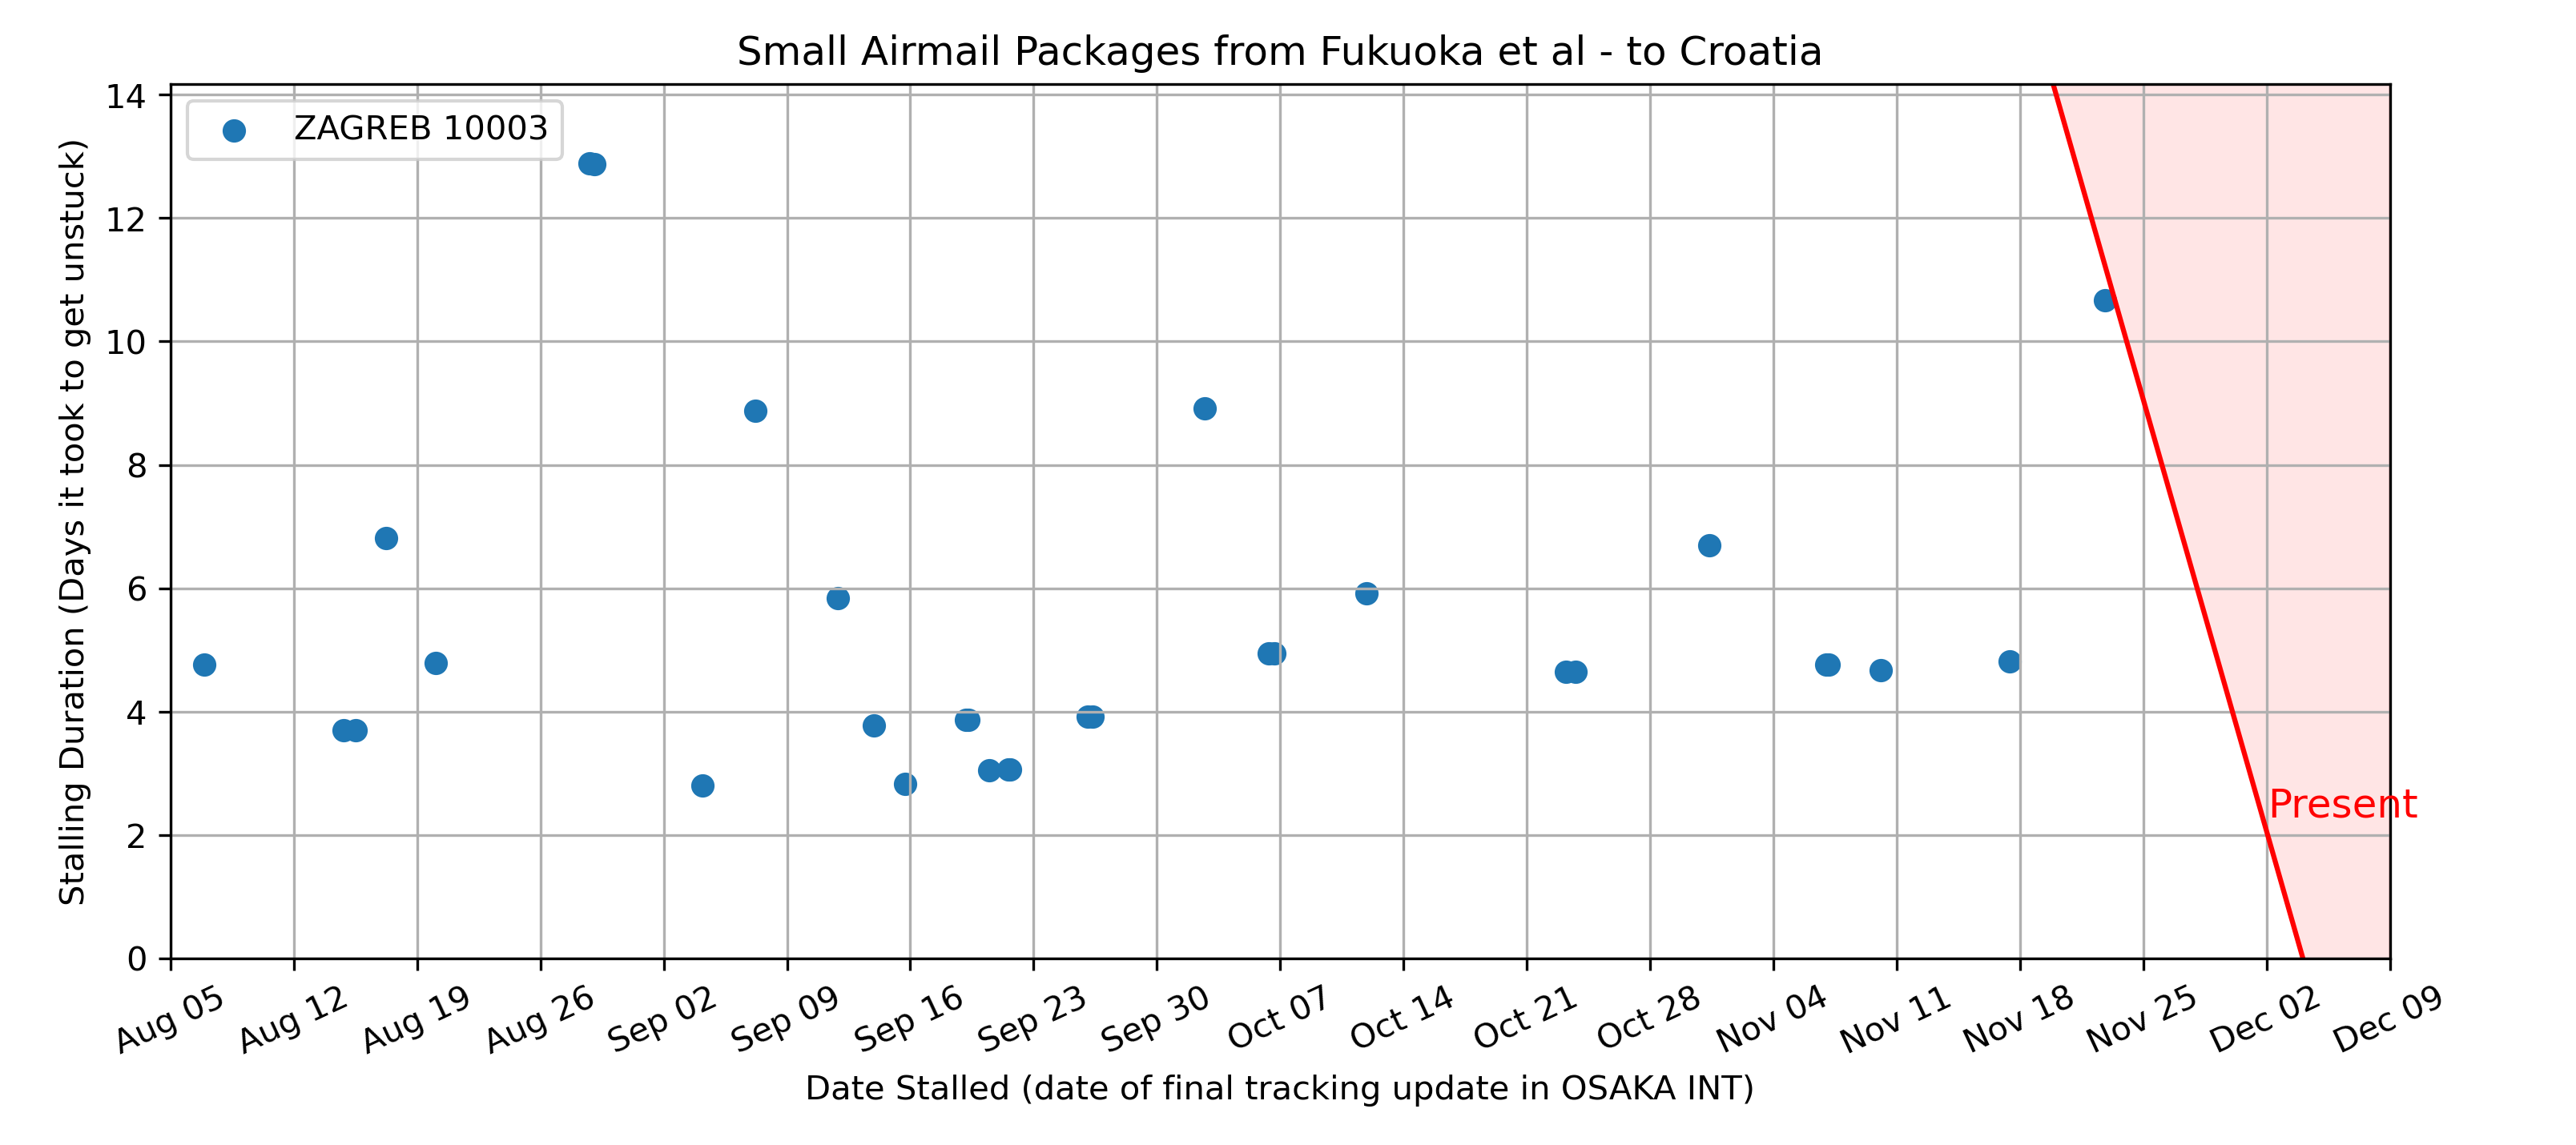 Small Airmail Packages from Fukuoka et al - to Croatia
ZAGREB 10003
Stalling Duration (Days it took to get unstuck)
14
12
10
8
6
4
2
0
Present
Aug 05
Aug 12
Aug 19
Aug 26
Sep 02
Sep 09
Sep 16
Sep 23
Sep 30
Oct 07
Oct 14
Oct 21
Oct 28
Nov 04
Nov 11
Nov 18
Nov 25
Dec 02
Dec 09
Date Stalled (date of final tracking update in OSAKA INT)